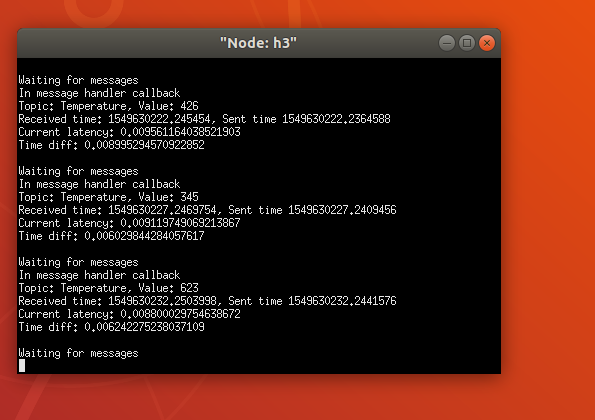 "Node: h3"
Waiting for messages
In message handler callback
Topic: Temperature, Value: 426
Received time: 1549630222.245454, Sent time 1549630222.2364588
Current latency: 0.009561164038521903
Time diff: 0.008995294570922852
Waiting for messages
In message handler callback
Topic: Temperature, Value: 345
Received time: 1549630227.2469754, Sent time 1549630227.2409456
Current latency: 0.009119749069213867
Time diff: 0.006029844284057617
Waiting for messages
In message handler callback
Topic: Temperature, Value: 623
Received time: 1549630232.2503998, Sent time 1549630232.2441576
Current latency: 0.008800029754638672
Time diff: 0.006242275238037109
Waiting for messages